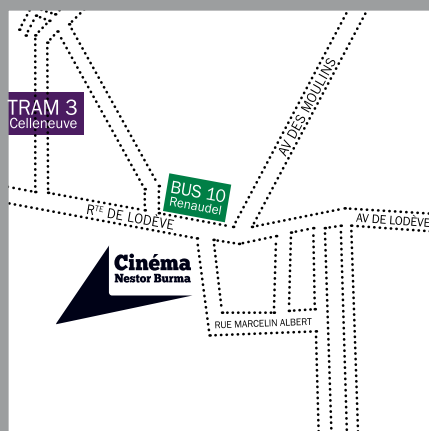 TRAM 3
Celleneuve
AV DES MOULINS
BUS 10
Renaudel
RTE DE LODÈVE
AV DE LODÈVE
Cinéma
Nestor Burma
RUE MARCELIN ALBERT